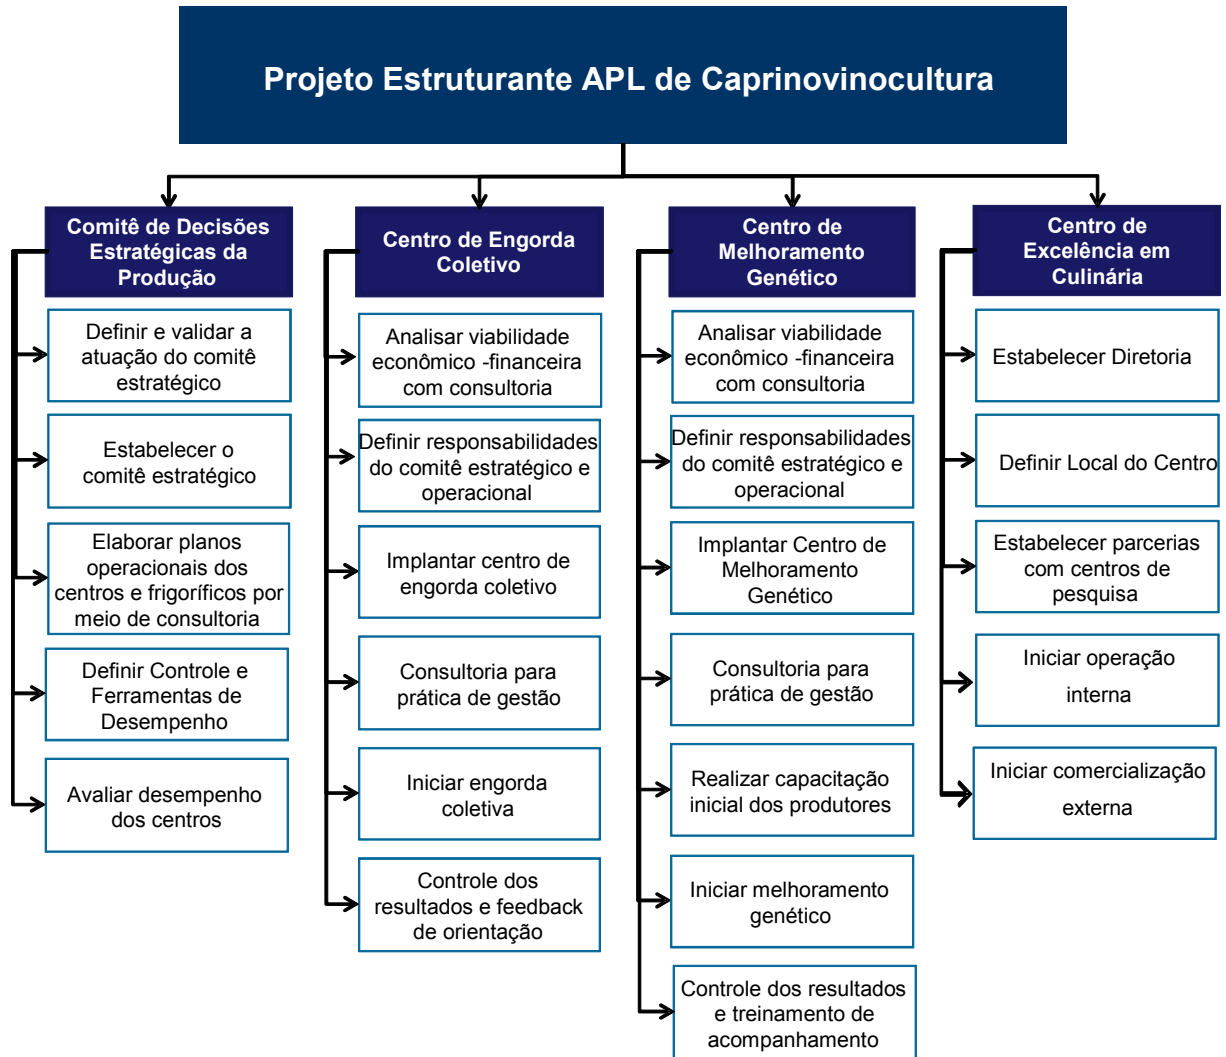 Projeto Estruturante APL de Caprinovinocultura
Comitê de Decisões
Estratégicas da
Produção
Definir e validar a
atuação do comitê
estratégico
Estabelecer o
comitê estratégico
Elaborar planos
operacionais dos
centros e frigoríficos por
meio de consultoria
Definir Controle e
Ferramentas de
Desempenho
Avaliar desempenho
dos centros
Centro de Engorda
Coletivo
Analisar viabilidade
econômico -financeira
com consultoria
Definir responsabilidades
do comitê estratégico e
operacional
Implantar centro de
engorda coletivo
Consultoria para
prática de gestão
Iniciar engorda
coletiva
Controle dos
resultados e feedback
de orientação
Centro de
Melhoramento
Genético
Analisar viabilidade
econômico -financeira
com consultoria
Definir responsabilidades
do comitê estratégico e
operacional
Implantar Centro de
Melhoramento
Genético
Consultoria para
prática de gestão
Realizar capacitação
inicial dos produtores
Iniciar melhoramento
genético
Controle dos resultados
e treinamento de
acompanhamento
Centro de
Excelência em
Culinária
Estabelecer Diretoria
Definir Local do Centro
Estabelecer parcerias
com centros de
pesquisa
Iniciar operação
interna
Iniciar comercialização
externa